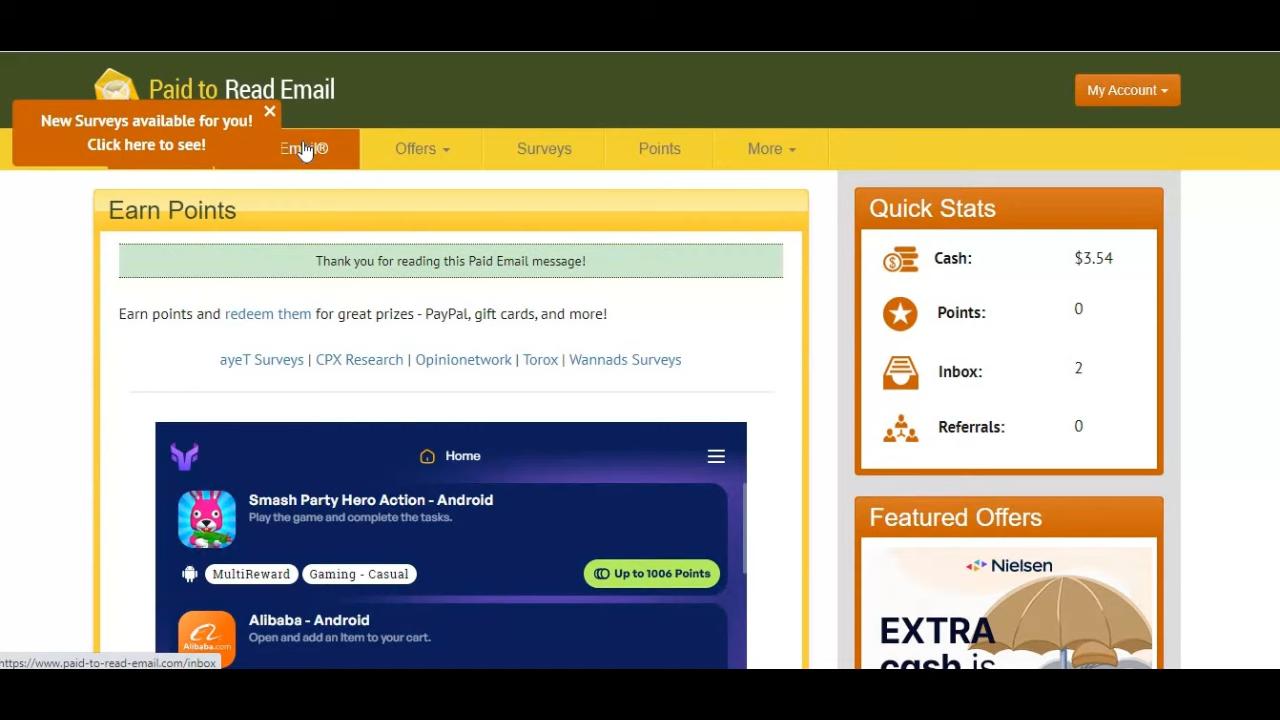 Paid to Read Email
My Account
New Surveys available for you!
Click here to see!
Email®
Offers
Surveys
Points
More
Earn Points
Thank you for reading this Paid Email message!
Earn points and redeem them for great prizes - PayPal, gift cards, and more!
ayeT Surveys | CPX Research | Opinionetwork | Torox | Wannads Surveys
Home
Smash Party Hero Action - Android
Play the game and complete the tasks.
MultiReward
Gaming - Casual
Up to 1006 Points
Alibaba - Android
Open and add an Item to your cart.
Alibaba.com
Quick Stats
Cash: $3.54
Points: 0
Inbox: 2
Referrals: 0
Featured Offers
Nielsen
EXTRA
cash is
https://www.paid-to-read-email.com/inbox